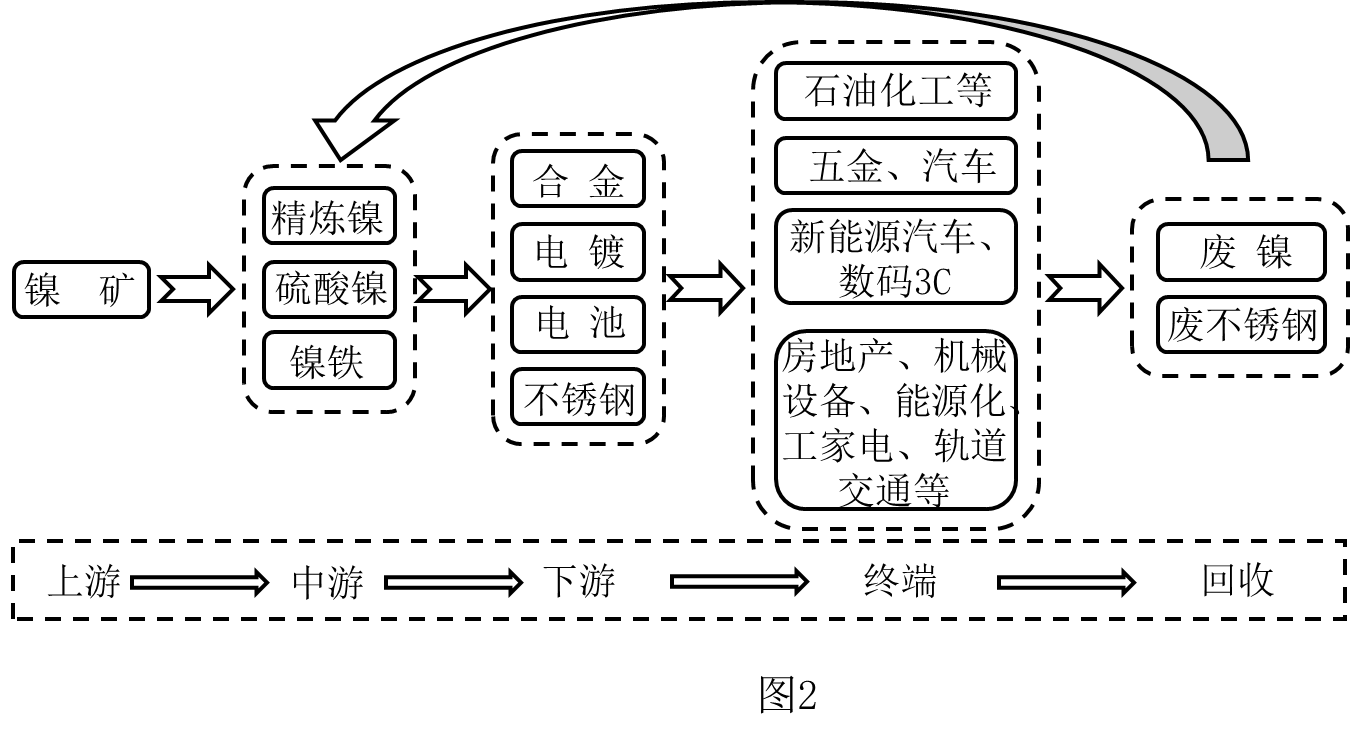 镍 矿
精炼镍
硫酸镍
镍铁
合 金
电 镀
电 池
不锈钢
石油化工等
五金、汽车
新能源汽车、
数码3C
房地产、机械
设备、能源化、
工家电、轨道
交通等
废 镍
废不锈钢
上游
中游
下游
终端
回收
图2